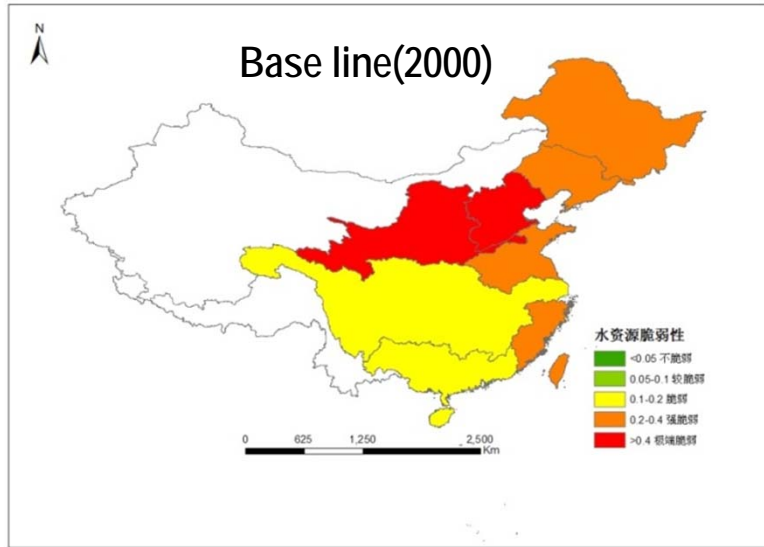 N
Base line(2000)
水资源脆弱性
<0.05 不脆弱
0.05-0.1 较脆弱
0.1-0.2 脆弱
0.2-0.4 強脆弱
>0.4 极端脆弱
0 625 1,250 2,500
Km